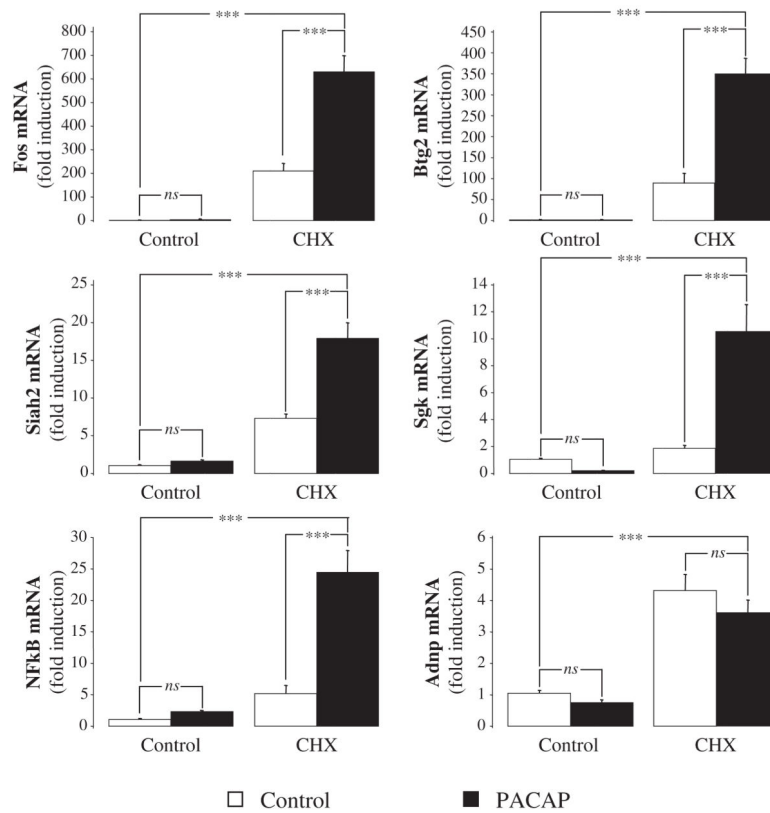 Fos mRNA
(fold induction)
800
700
600
500
400
300
200
100
0
***
***
ns
Control
CHX
Btg2 mRNA
(fold induction)
450
400
350
300
250
200
150
100
50
0
***
***
ns
Control
CHX
Siah2 mRNA
(fold induction)
25
20
15
10
5
0
***
***
ns
Control
CHX
Sgk mRNA
(fold induction)
14
12
10
8
6
4
2
0
***
***
ns
Control
CHX
NFkB mRNA
(fold induction)
30
25
20
15
10
5
0
***
***
ns
Control
CHX
Adnp mRNA
(fold induction)
6
5
4
3
2
1
0
***
ns
ns
Control
CHX
Control
PACAP